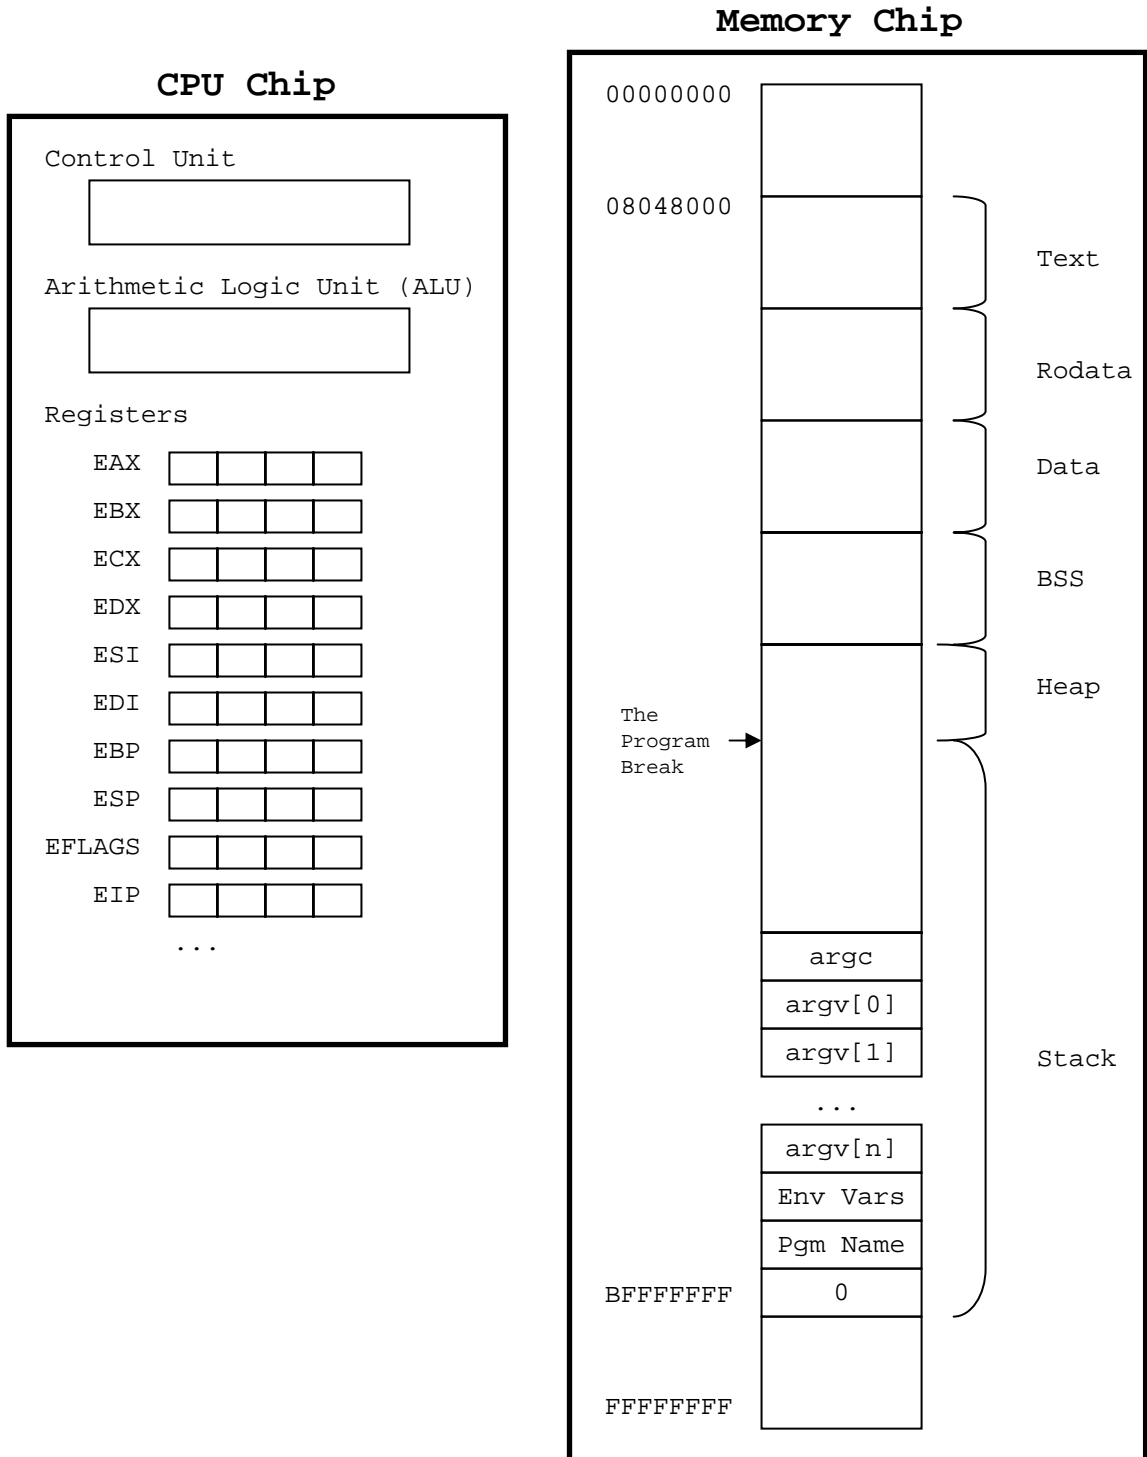 CPU Chip
Control Unit
Arithmetic Logic Unit (ALU)
Registers
EAX
EBX
ECX
EDX
ESI
EDI
EBP
ESP
EFLAGS
EIP
...
Memory Chip
00000000
08048000
Text
Rodata
Data
BSS
Heap
The
Program
Break
argc
argv[0]
argv[1]
Stack
...
argv[n]
Env Vars
Pgm Name
BFFFFFFF
0
FFFFFFFF